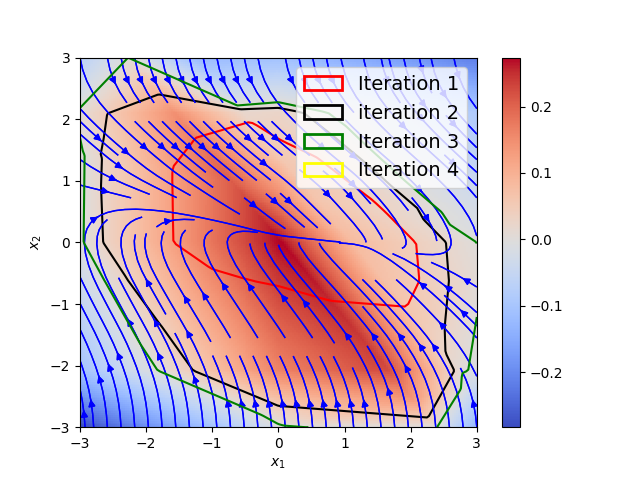 3
2
1
0
−1
−2
−3
x₂
−3 −2 −1 0 1 2 3
x₁
Iteration 1
iteration 2
Iteration 3
Iteration 4
0.2
0.1
0.0
−0.1
−0.2